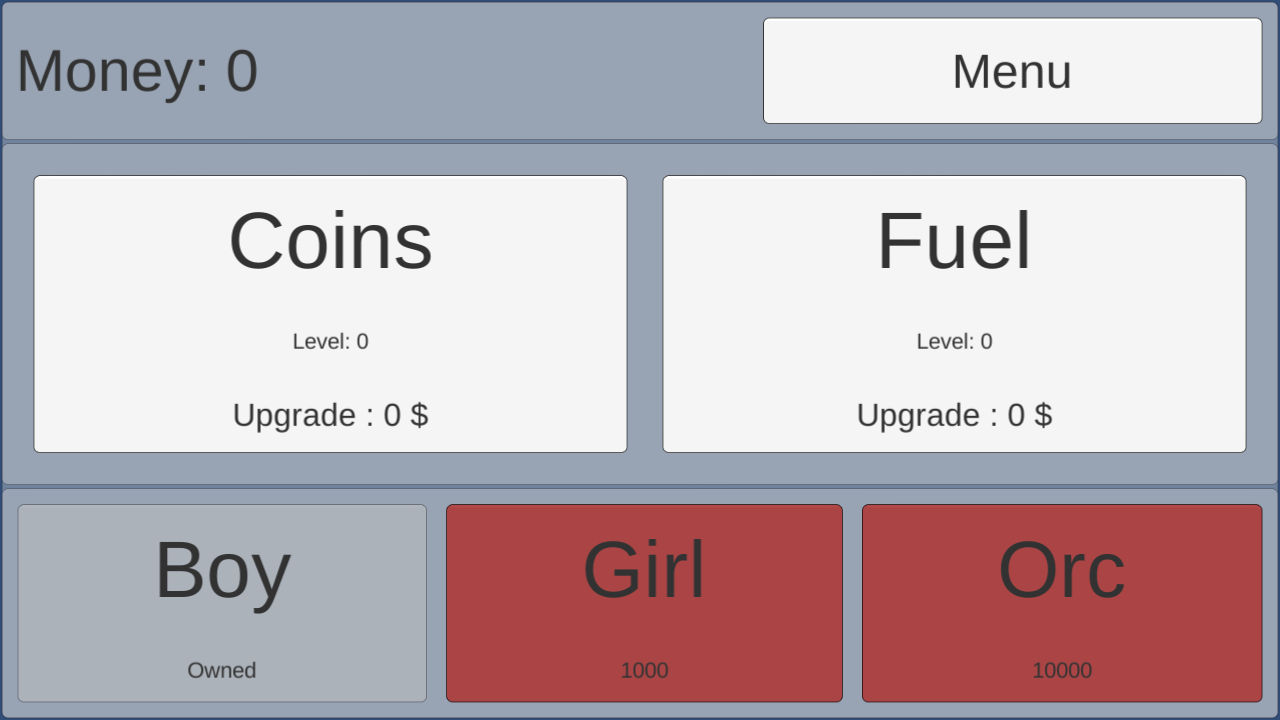 Money: 0
Menu
Coins
Level: 0
Upgrade : 0 $
Fuel
Level: 0
Upgrade : 0 $
Boy
Owned
Girl
1000
Orc
10000